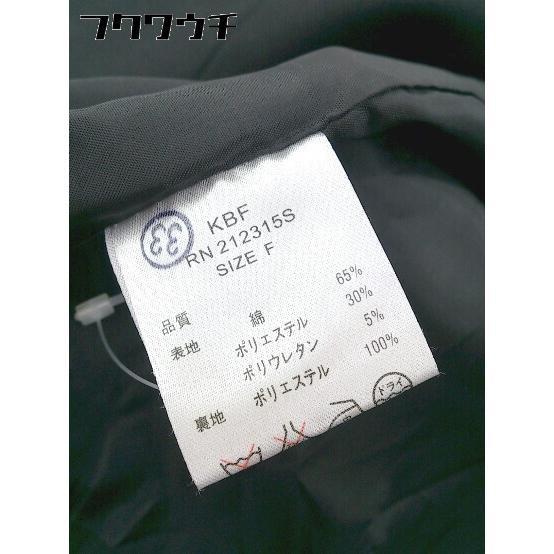 フクワウチ
33
KBF
RN 212315S
SIZE F
品質
表地 綿 65%
ポリエステル 30%
ポリウレタン 5%
裏地 ポリエステル 100%
中
ドライ